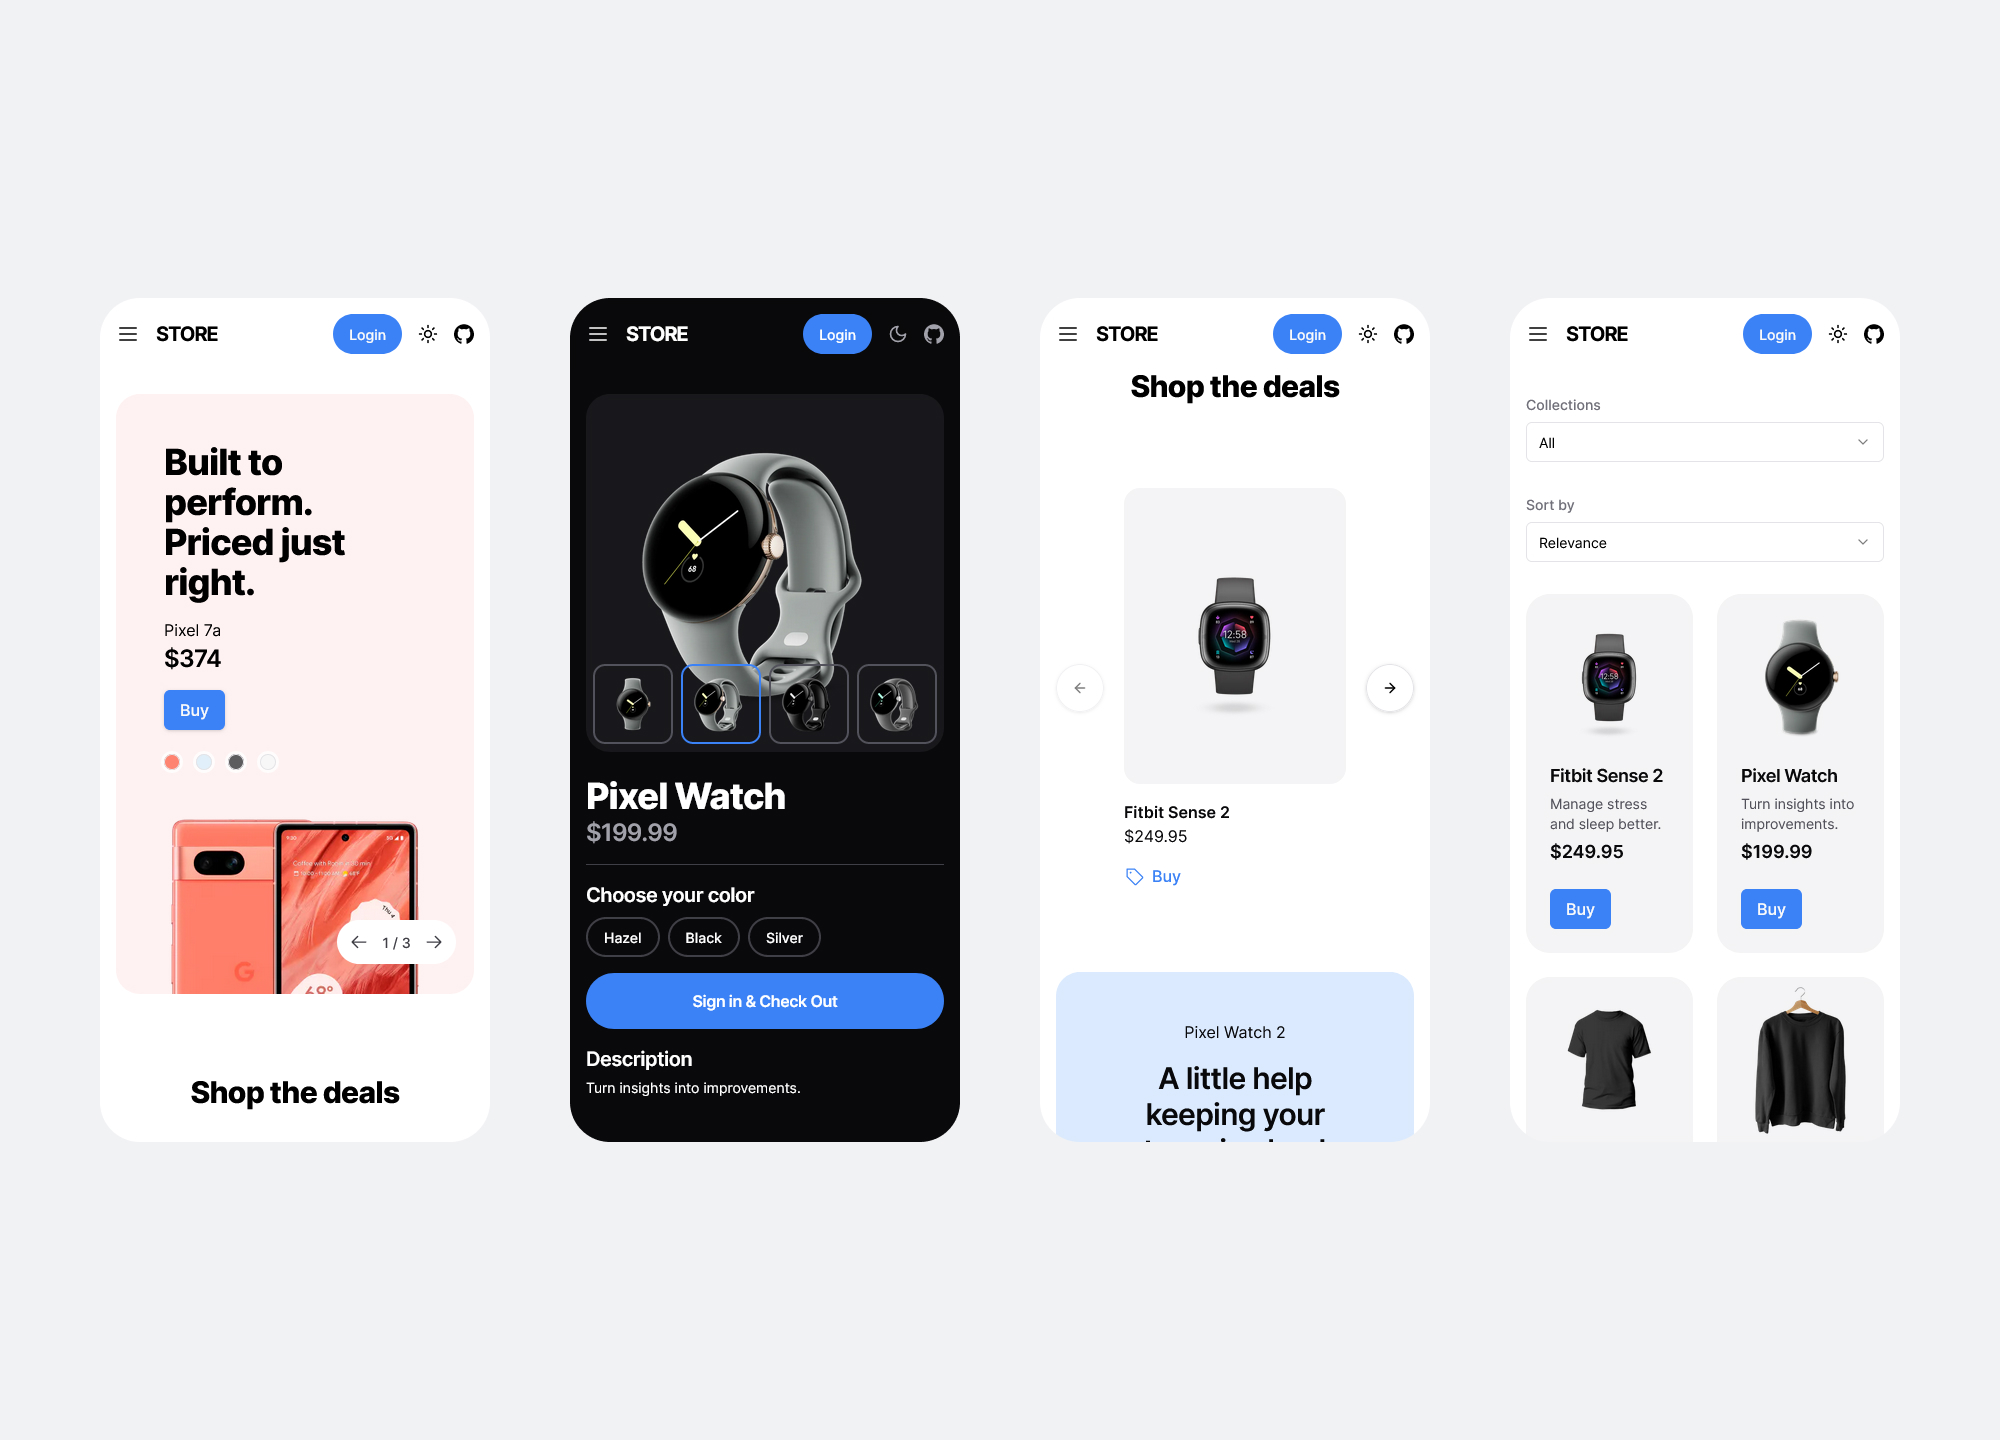 STORE
Login
Built to
perform.
Priced just
right.
Pixel 7a
$374
Buy
1 / 3
68°
Shop the deals
STORE
Login
68
Pixel Watch
$199.99
Choose your color
Hazel
Black
Silver
Sign in & Check Out
Description
Turn insights into improvements.
STORE
Login
Shop the deals
12:58
Fitbit Sense 2
$249.95
Buy
Pixel Watch 2
A little help
keeping your
STORE
Login
Collections
All
Sort by
Relevance
12:58
Fitbit Sense 2
Manage stress
and sleep better.
$249.95
Buy
Pixel Watch
Turn insights into
improvements.
$199.99
Buy